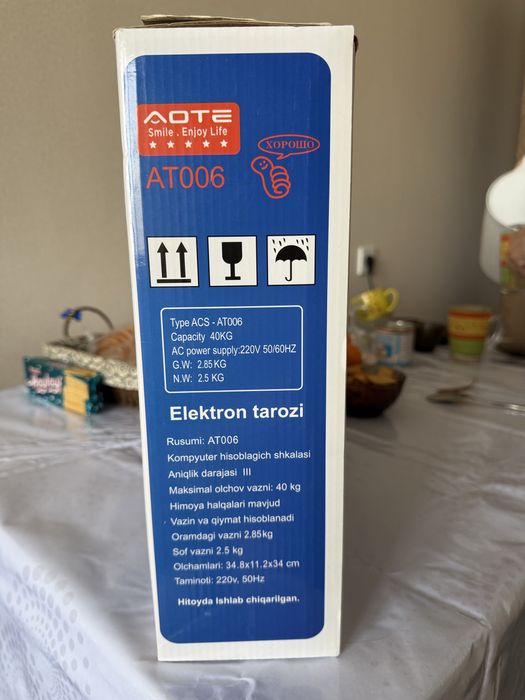 AOTE
Smile . Enjoy Life
AT006
ХОРОШО
Type ACS - AT006
Capacity 40KG
AC power supply:220V 50/60HZ
G.W: 2.85KG
N.W: 2.5 KG
Elektron tarozi
Rusumi: AT006
Kompyuter hisoblagich shkalasi
Aniqlik darajasi III
Maksimal olchov vazni: 40 kg
Himoya halqalari mavjud
Vazin va qiymat hisoblanadi
Oramdagi vazni 2.85kg
Sof vazni 2.5 kg
Olchamlari: 34.8x11.2x34 cm
Taminoti: 220v, 50Hz
Hitoyda Ishlab chiqarilgan.